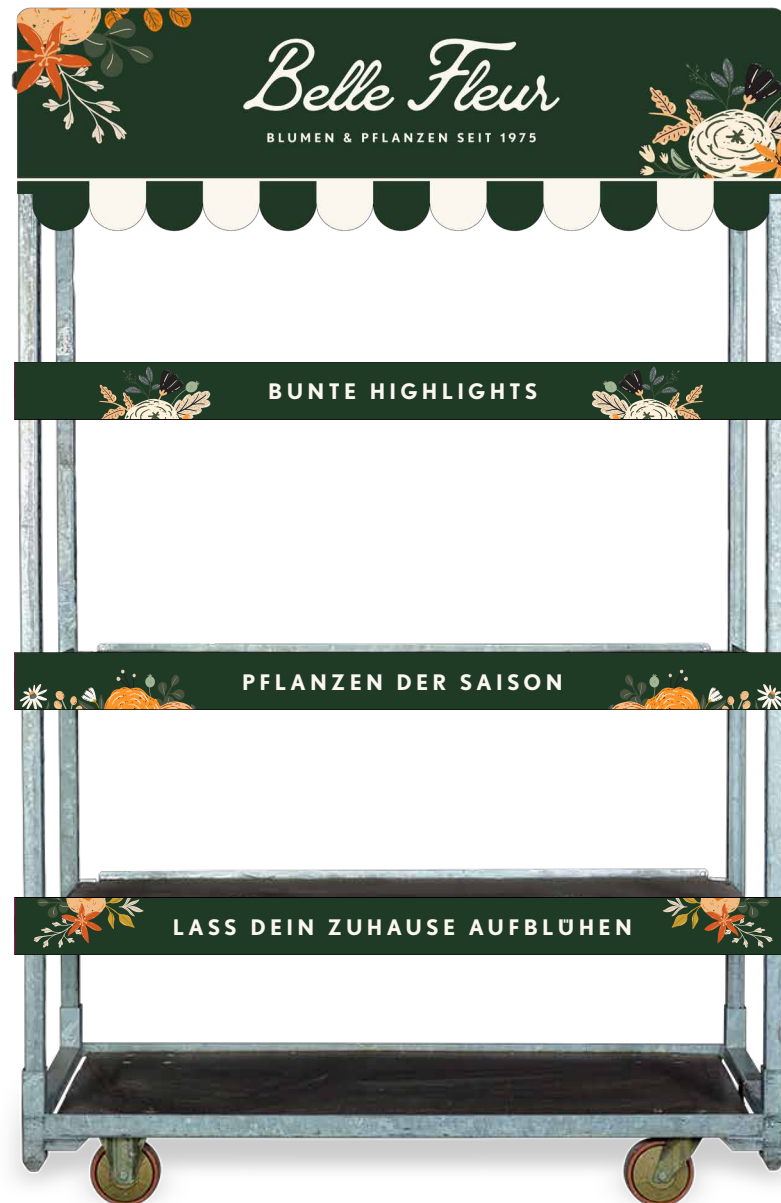 Belle Fleur
BLUMEN & PFLANZEN SEIT 1975
BUNTE HIGHLIGHTS
PFLANZEN DER SAISON
LASS DEIN ZUHAUSE AUFBLÜHEN